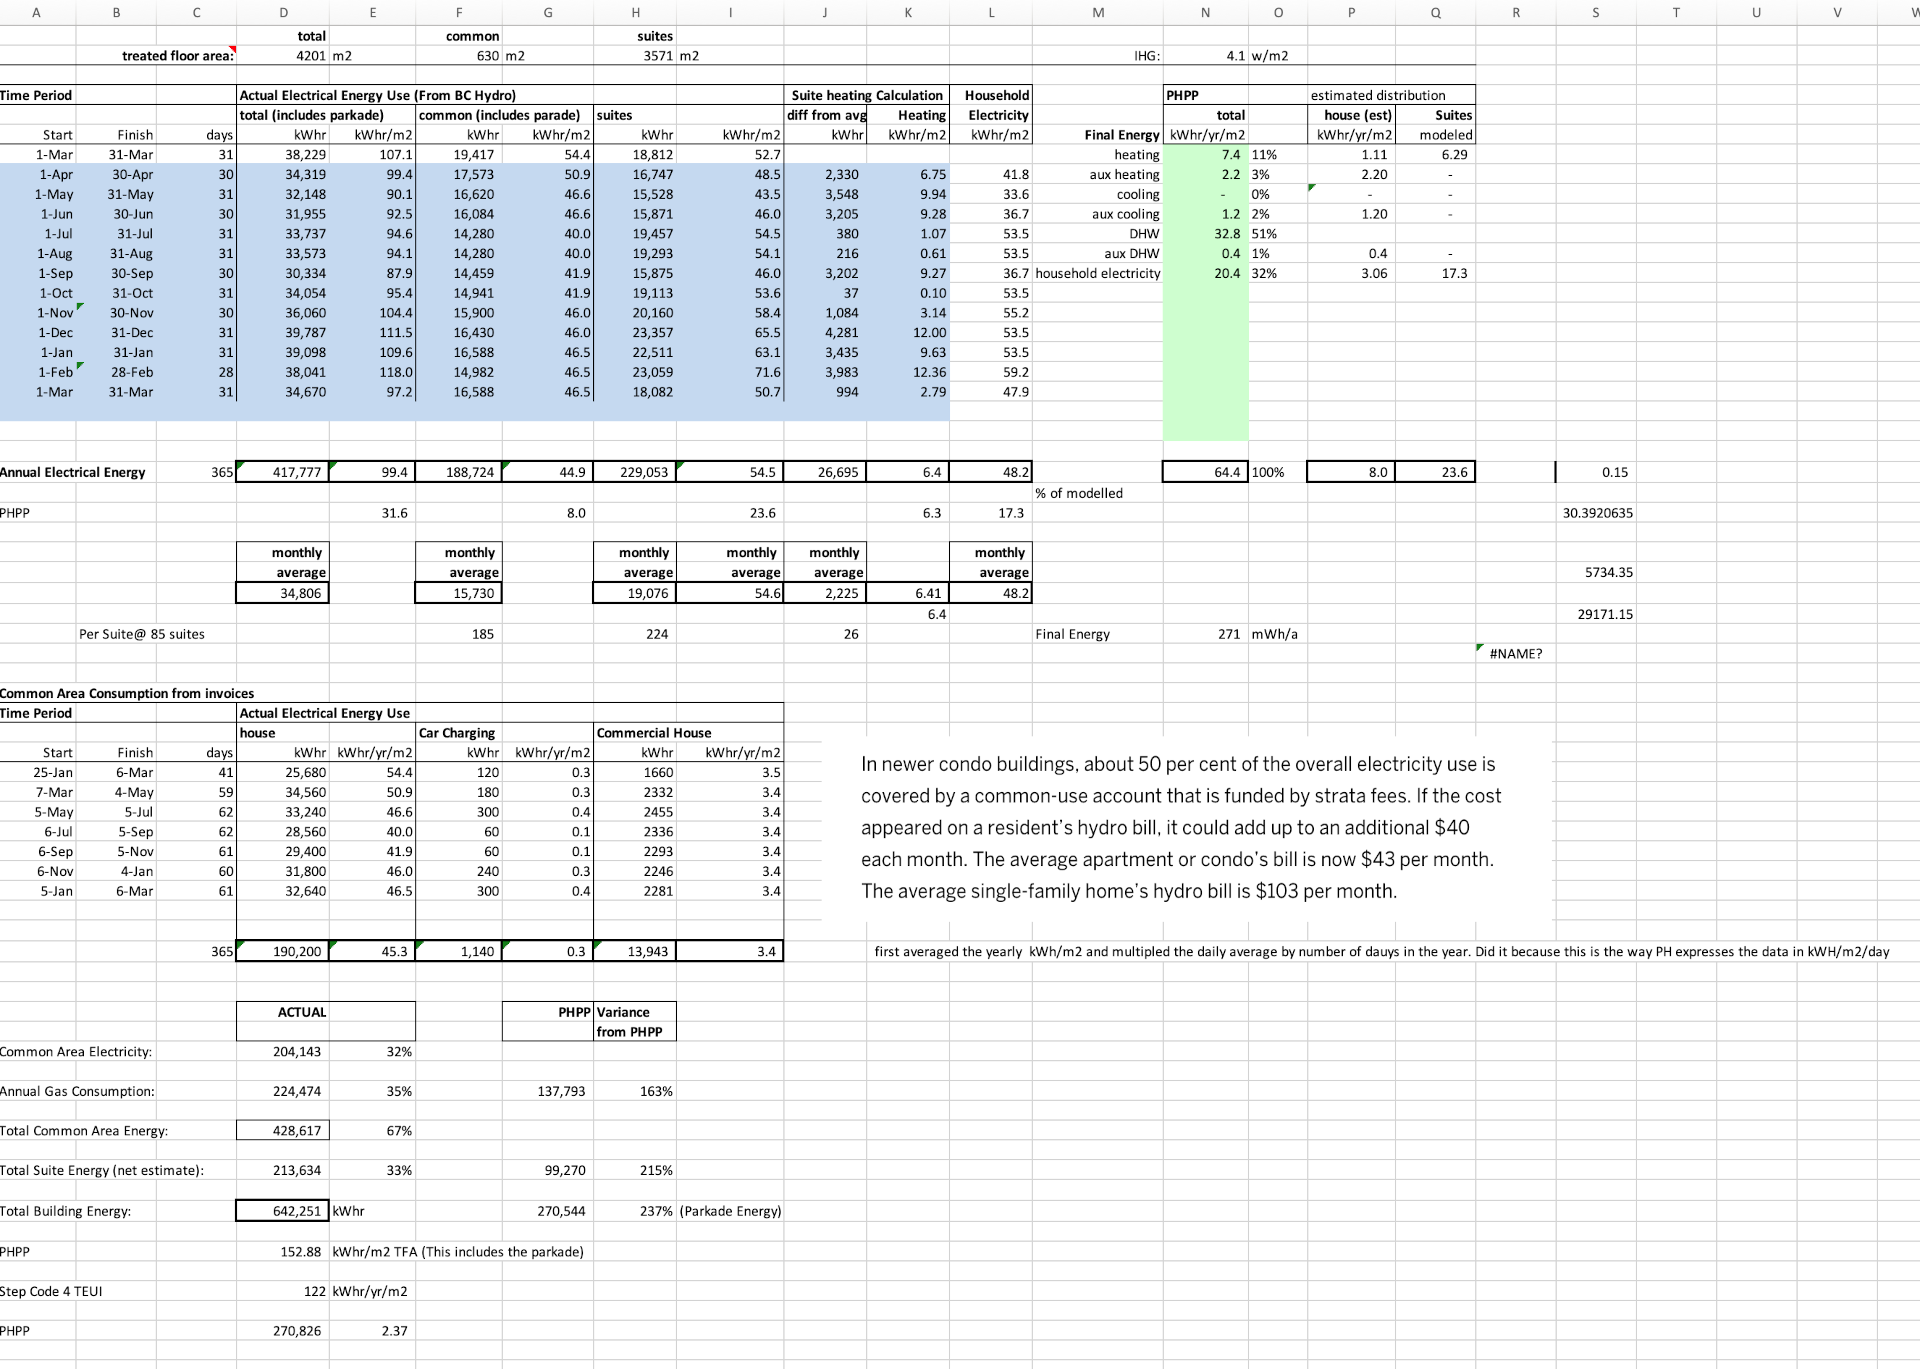 A B C D E F G H I J K L M N O P Q R S T U V W
total common suites
treated floor area: 4201 m2 630 m2 3571 m2 IHG: 4.1 w/m2
Time Period Actual Electrical Energy Use (From BC Hydro) Suite heating Calculation Household PHPP estimated distribution
total (includes parkade) common (includes parade) suites diff from avg Heating Electricity total house (est) Suites
Start Finish days kWhr kWhr/m2 kWhr kWhr/m2 kWhr kWhr/m2 kWhr kWhr/m2 kWhr/m2 Final Energy kWhr/yr/m2 kWhr/yr/m2 modeled
1-Mar 31-Mar 31 38,229 107.1 19,417 54.4 18,812 52.7 heating 7.4 11% 1.11 6.29
1-Apr 30-Apr 30 34,319 99.4 17,573 50.9 16,747 48.5 2,330 6.75 41.8 aux heating 2.2 3% 2.20 -
1-May 31-May 31 32,148 90.1 16,620 46.6 15,528 43.5 3,548 9.94 33.6 cooling - 0% - -
1-Jun 30-Jun 30 31,955 92.5 16,084 46.6 15,871 46.0 3,205 9.28 36.7 aux cooling 1.2 2% 1.20 -
1-Jul 31-Jul 31 33,737 94.6 14,280 40.0 19,457 54.5 380 1.07 53.5 DHW 32.8 51%
1-Aug 31-Aug 31 33,573 94.1 14,280 40.0 19,293 54.1 216 0.61 53.5 aux DHW 0.4 1% 0.4 -
1-Sep 30-Sep 30 30,334 87.9 14,459 41.9 15,875 46.0 3,202 9.27 36.7 household electricity 20.4 32% 3.06 17.3
1-Oct 31-Oct 31 34,054 95.4 14,941 41.9 19,113 53.6 37 0.10 53.5
1-Nov 30-Nov 30 36,060 104.4 15,900 46.0 20,160 58.4 1,084 3.14 55.2
1-Dec 31-Dec 31 39,787 111.5 16,430 46.0 23,357 65.5 4,281 12.00 53.5
1-Jan 31-Jan 31 39,098 109.6 16,588 46.5 22,511 63.1 3,435 9.63 53.5
1-Feb 28-Feb 28 38,041 118.0 14,982 46.5 23,059 71.6 3,983 12.36 59.2
1-Mar 31-Mar 31 34,670 97.2 16,588 46.5 18,082 50.7 994 2.79 47.9
Annual Electrical Energy 365 417,777 99.4 188,724 44.9 229,053 54.5 26,695 6.4 48.2 64.4 100% 8.0 23.6 0.15
% of modelled
PHPP 31.6 8.0 23.6 6.3 17.3 30.3920635
monthly monthly monthly monthly monthly monthly
average average average average average average 5734.35
34,806 15,730 19,076 54.6 2,225 6.41 48.2
6.4 29171.15
Per Suite@ 85 suites 185 224 26 Final Energy 271 mWh/a
#NAME?
Common Area Consumption from invoices
Time Period Actual Electrical Energy Use
house Car Charging Commercial House
Start Finish days kWhr kWhr/yr/m2 kWhr kWhr/yr/m2 kWhr kWhr/yr/m2
25-Jan 6-Mar 41 25,680 54.4 120 0.3 1660 3.5
7-Mar 4-May 59 34,560 50.9 180 0.3 2332 3.4
5-May 5-Jul 62 33,240 46.6 300 0.4 2455 3.4
6-Jul 5-Sep 62 28,560 40.0 60 0.1 2336 3.4
6-Sep 5-Nov 61 29,400 41.9 60 0.1 2293 3.4
6-Nov 4-Jan 60 31,800 46.0 240 0.3 2246 3.4
5-Jan 6-Mar 61 32,640 46.5 300 0.4 2281 3.4
In newer condo buildings, about 50 per cent of the overall electricity use is
covered by a common-use account that is funded by strata fees. If the cost
appeared on a resident's hydro bill, it could add up to an additional $40
each month. The average apartment or condo's bill is now $43 per month.
The average single-family home's hydro bill is $103 per month.
365 190,200 45.3 1,140 0.3 13,943 3.4 first averaged the yearly kWh/m2 and multipled the daily average by number of dauys in the year. Did it because this is the way PH expresses the data in kWH/m2/day
ACTUAL PHPP Variance
from PHPP
Common Area Electricity: 204,143 32%
Annual Gas Consumption: 224,474 35% 137,793 163%
Total Common Area Energy: 428,617 67%
Total Suite Energy (net estimate): 213,634 33% 99,270 215%
Total Building Energy: 642,251 kWhr 270,544 237% (Parkade Energy)
PHPP 152.88 kWhr/m2 TFA (This includes the parkade)
Step Code 4 TEUI 122 kWhr/yr/m2
PHPP 270,826 2.37